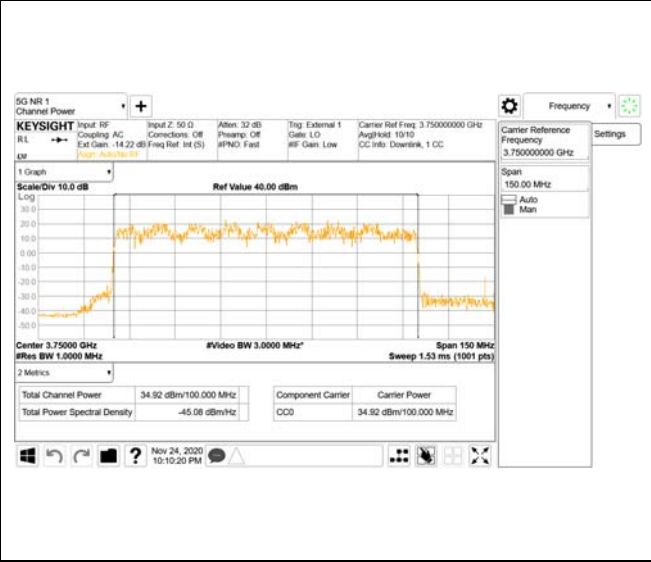 5G NR 1
Channel Power
Frequency
KEYSIGHT
Input: RF
Input Z: 50 Ω
Atten: 32 dB
Trig: External 1
Carrier Ref Freq: 3.750000000 GHz
R L
Coupling: AC
Corrections: Off
Preamp: Off
Gate: LO
Avg|Hold: 10/10
Ext Gain: -14.22 dB
Freq Ref: Int (S)
#PNO: Fast
#IF Gain: Low
CC Info: Downlink, 1 CC
Align: Auto/No RF
Carrier Reference
Frequency
3.750000000 GHz
Settings
Span
150.00 MHz
Auto
Man
1 Graph
Scale/Div 10.0 dB
Ref Value 40.00 dBm
Log
30.0
20.0
10.0
0.00
-10.0
-20.0
-30.0
-40.0
-50.0
Center 3.75000 GHz
#Video BW 3.0000 MHz*
Span 150 MHz
#Res BW 1.0000 MHz
Sweep 1.53 ms (1001 pts)
2 Metrics
Total Channel Power
34.92 dBm/100.000 MHz
Total Power Spectral Density
-45.08 dBm/Hz
Component Carrier
Carrier Power
CC0
34.92 dBm/100.000 MHz
?
Nov 24, 2020
10:10:20 PM